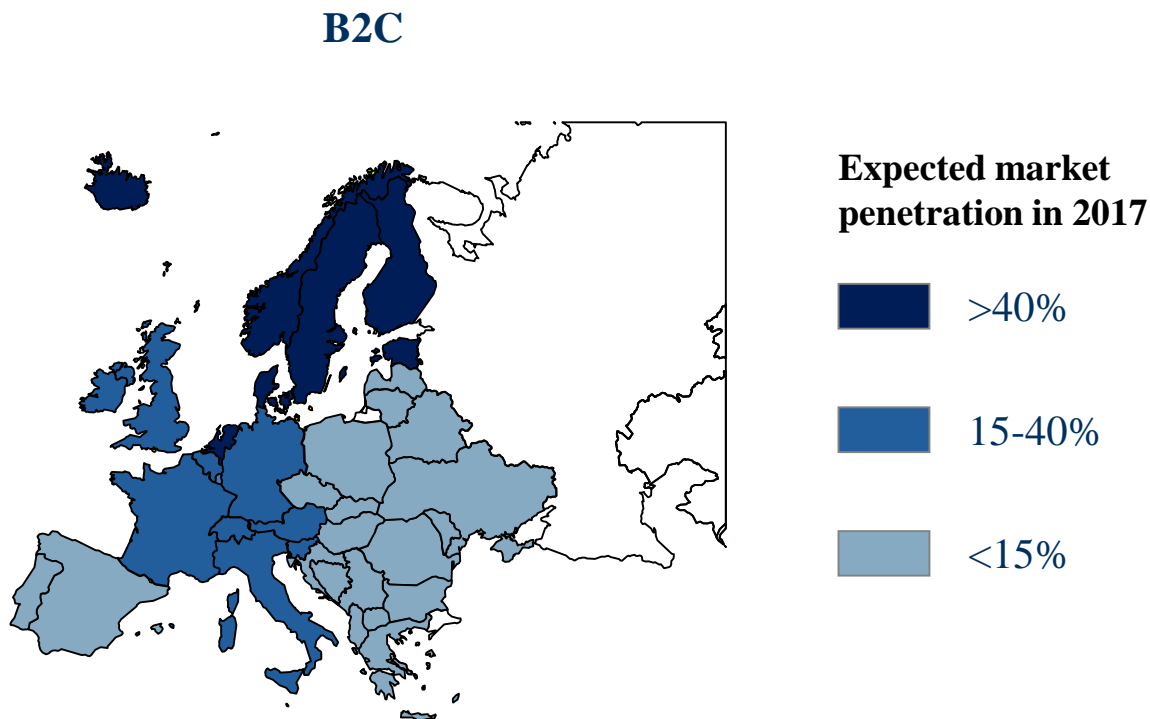 B2C
Expected market
penetration in 2017
>40%
15-40%
<15%